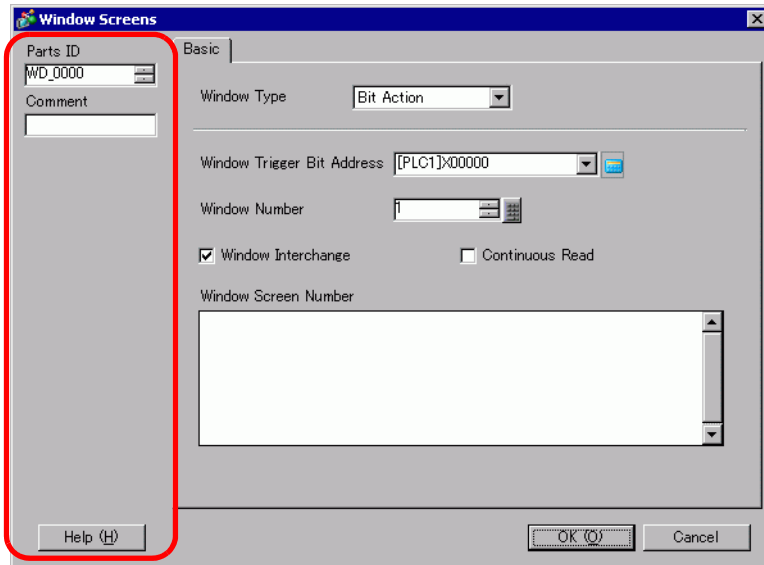 Window Screens
Parts ID
WD_0000
Comment
Help (H)
Basic
Window Type Bit Action
Window Trigger Bit Address [PLC1]X00000
Window Number 1
Window Interchange Continuous Read
Window Screen Number
OK (O) Cancel